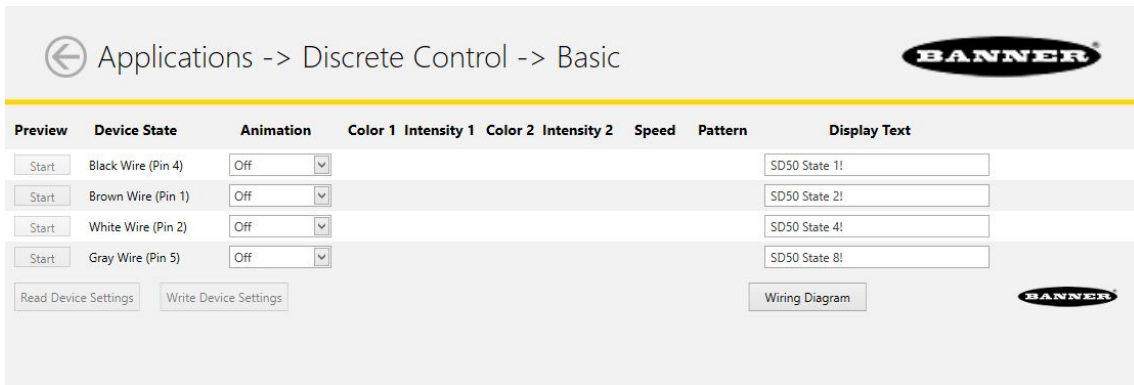 Applications -> Discrete Control -> Basic
BANNER
Preview Device State Animation Color 1 Intensity 1 Color 2 Intensity 2 Speed Pattern Display Text
Start Black Wire (Pin 4) Off SD50 State 1!
Start Brown Wire (Pin 1) Off SD50 State 2!
Start White Wire (Pin 2) Off SD50 State 4!
Start Gray Wire (Pin 5) Off SD50 State 8!
Read Device Settings Write Device Settings Wiring Diagram BANNER